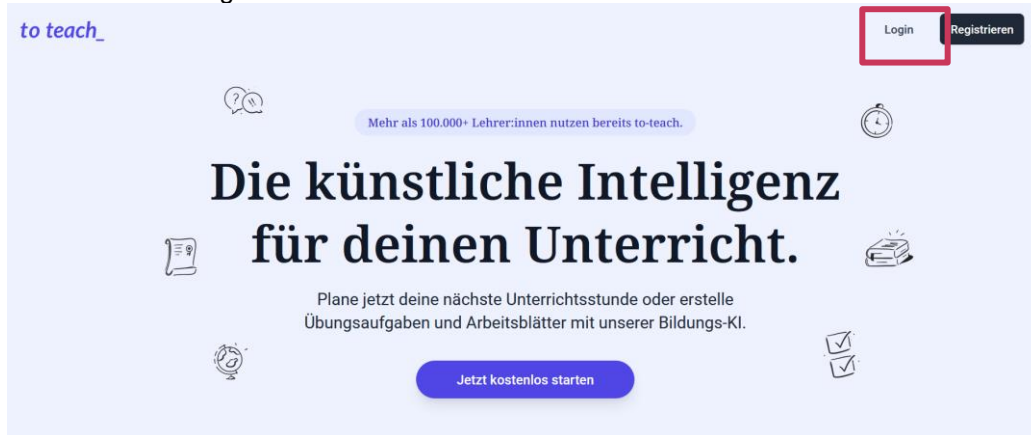 to teach_
Login
Registrieren
Mehr als 100.000+ Lehrer:innen nutzen bereits to-teach.
Die künstliche Intelligenz
für deinen Unterricht.
Plane jetzt deine nächste Unterrichtsstunde oder erstelle
Übungsaufgaben und Arbeitsblätter mit unserer Bildungs-KI.
Jetzt kostenlos starten